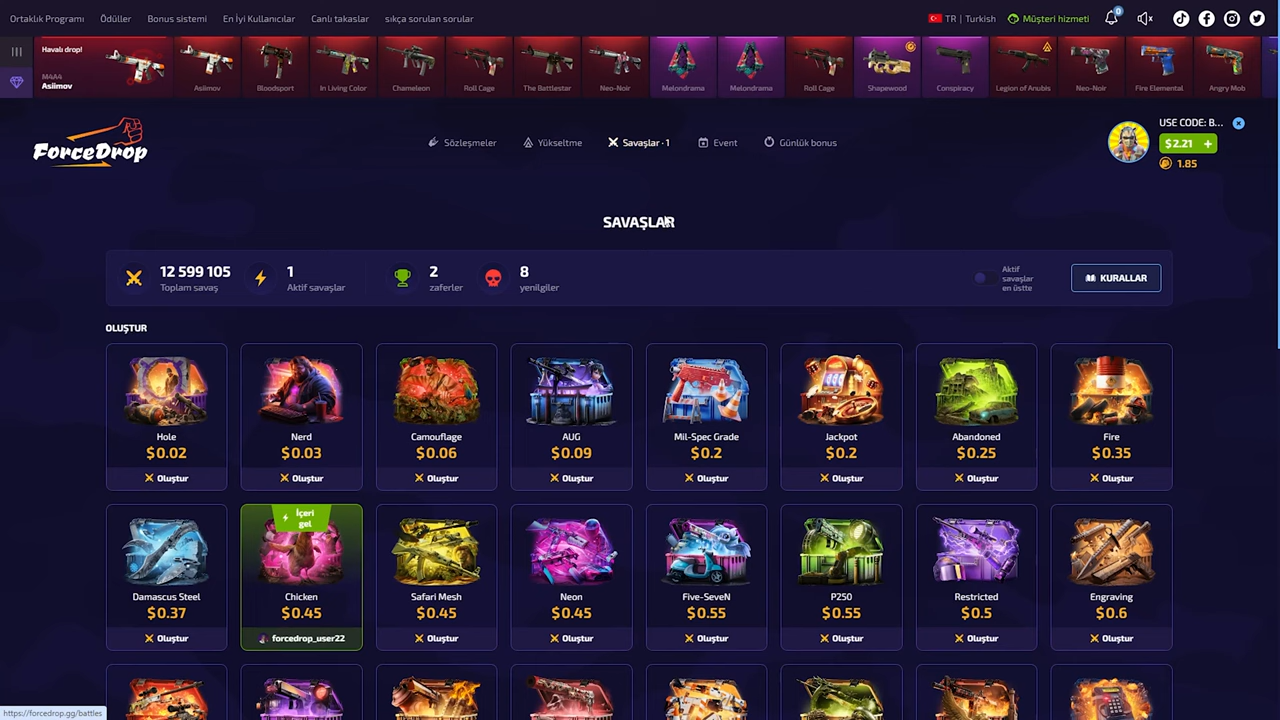 Ortaklık Programı Ödüller Bonus sistemi En İyi Kullanıcılar Canlı takaslar sıkça sorulan sorular TR | Turkish Müşteri hizmeti 0
Havalı drop!
M4A4
Asiimov
Asiimov Bloodsport In Living Color Chameleon Roll Cage The Battlestar Neo-Noir Melondrama Melondrama Roll Cage Shapewood Conspiracy Legion of Anubis Neo-Noir Fire Elemental Angry Mob
ForceDrop
Sözleşmeler Yükseltme Savaşlar · 1 Event Günlük bonus
USE CODE: B...
$ 2.21 +
1.85
SAVAŞLAR
12 599 105
Toplam savaş
1
Aktif savaşlar
2
zaferler
8
yenilgiler
Aktif
savaşlar
en üstte
KURALLAR
OLUŞTUR
Hole Nerd Camouflage AUG Mil-Spec Grade Jackpot Abandoned Fire
$0.02 $0.03 $0.06 $0.09 $0.2 $0.2 $0.25 $0.35
Oluştur Oluştur Oluştur Oluştur Oluştur Oluştur Oluştur Oluştur
İçeri
gel
Damascus Steel Chicken Safari Mesh Neon Five-SeveN P250 Restricted Engraving
$0.37 $0.45 $0.45 $0.45 $0.55 $0.55 $0.5 $0.6
Oluştur forcedrop_user22 Oluştur Oluştur Oluştur Oluştur Oluştur Oluştur
https://forcedrop.gg/battles